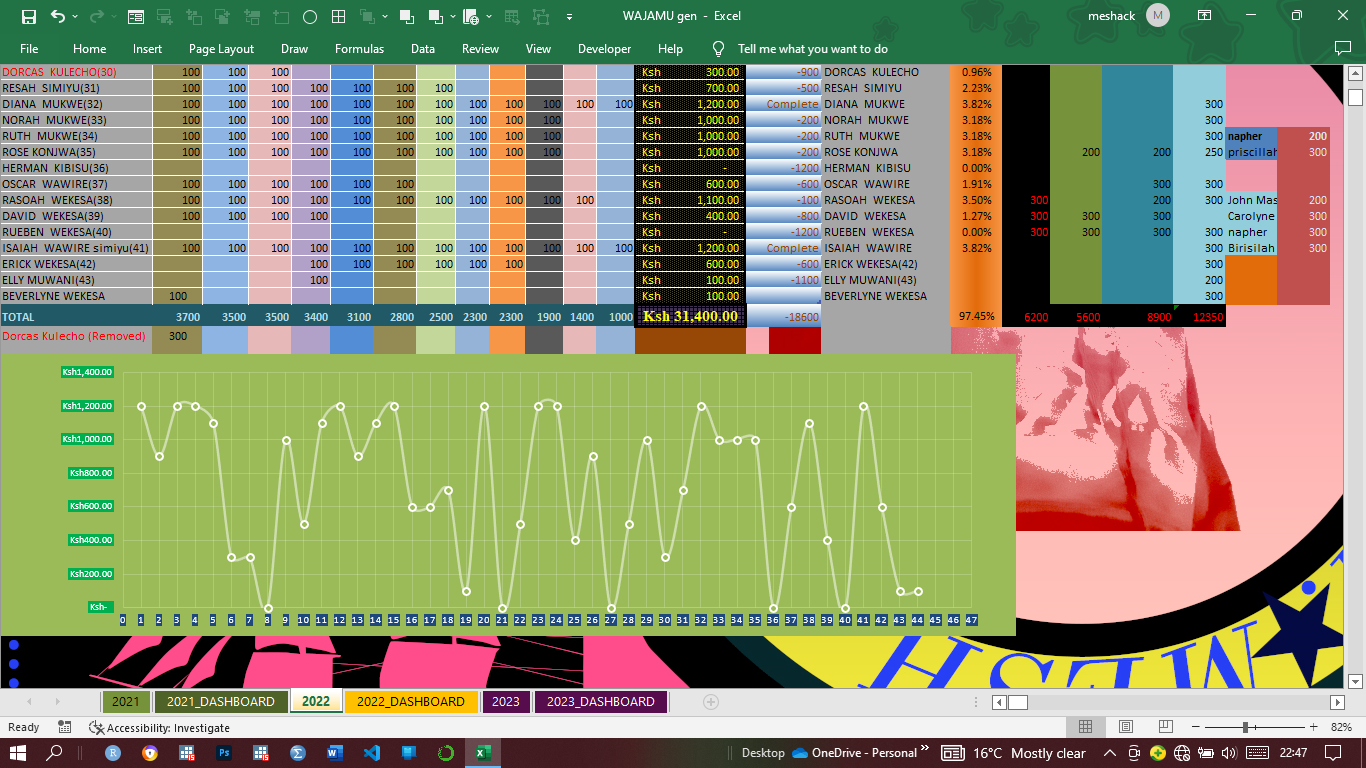 WAJAMU gen - Excel
meshack
M
File Home Insert Page Layout Draw Formulas Data Review View Developer Help Tell me what you want to do
DORCAS KULECHO(30) 100 100 100 Ksh 300.00 -900 DORCAS KULECHO 0.96%
RESAH SIMIYU(31) 100 100 100 100 100 100 100 Ksh 700.00 -500 RESAH SIMIYU 2.23%
DIANA MUKWE(32) 100 100 100 100 100 100 100 100 100 100 100 100 Ksh 1,200.00 Complete DIANA MUKWE 3.82% 300
NORAH MUKWE(33) 100 100 100 100 100 100 100 100 100 100 Ksh 1,000.00 -200 NORAH MUKWE 3.18% 300
RUTH MUKWE(34) 100 100 100 100 100 100 100 100 100 100 Ksh 1,000.00 -200 RUTH MUKWE 3.18% 300 napher 200
ROSE KONJWA(35) 100 100 100 100 100 100 100 100 100 100 Ksh 1,000.00 -200 ROSE KONJWA 3.18% 200 200 250 priscillah 300
HERMAN KIBISU(36) Ksh - -1200 HERMAN KIBISU 0.00%
OSCAR WAWIRE(37) 100 100 100 100 100 100 Ksh 600.00 -600 OSCAR WAWIRE 1.91% 300 300
RASOAH WEKESA(38) 100 100 100 100 100 100 100 100 100 100 100 Ksh 1,100.00 -100 RASOAH WEKESA 3.50% 300 200 300 John Mas 200
DAVID WEKESA(39) 100 100 100 100 Ksh 400.00 -800 DAVID WEKESA 1.27% 300 300 300 Carolyne 300
RUEBEN WEKESA(40) Ksh - -1200 RUEBEN WEKESA 0.00% 300 300 300 300 napher 300
ISAIAH WAWIRE simiyu(41) 100 100 100 100 100 100 100 100 100 100 100 100 Ksh 1,200.00 Complete ISAIAH WAWIRE 3.82% 300 Birisilah 300
ERICK WEKESA(42) 100 100 100 100 100 Ksh 600.00 -600 ERICK WEKESA(42) 300
ELLY MUWANI(43) 100 Ksh 100.00 -1100 ELLY MUWANI(43) 200
BEVERLYNE WEKESA 100 Ksh 100.00 BEVERLYNE WEKESA 300
TOTAL 3700 3500 3500 3400 3100 2800 2500 2300 2300 1900 1400 1000 Ksh 31,400.00 -18600 97.45% 6200 5600 8900 12350
Dorcas Kulecho (Removed) 300
Ksh1,400.00
Ksh1,200.00
Ksh1,000.00
Ksh800.00
Ksh600.00
Ksh400.00
Ksh200.00
Ksh-
0 1 2 3 4 5 6 7 8 9 10 11 12 13 14 15 16 17 18 19 20 21 22 23 24 25 26 27 28 29 30 31 32 33 34 35 36 37 38 39 40 41 42 43 44 45 46 47
2021 2021_DASHBOARD 2022 2022_DASHBOARD 2023 2023_DASHBOARD
Ready Accessibility: Investigate 82%
Desktop OneDrive - Personal 16°C Mostly clear 22:47